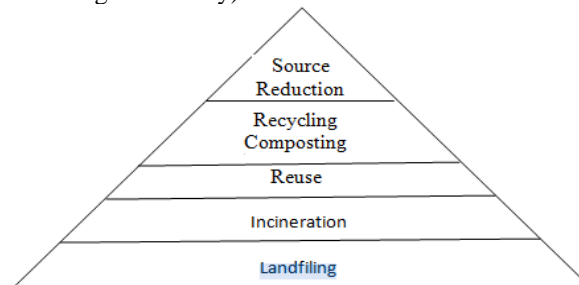 Source
Reduction
Recycling
Composting
Reuse
Incineration
Landfiling